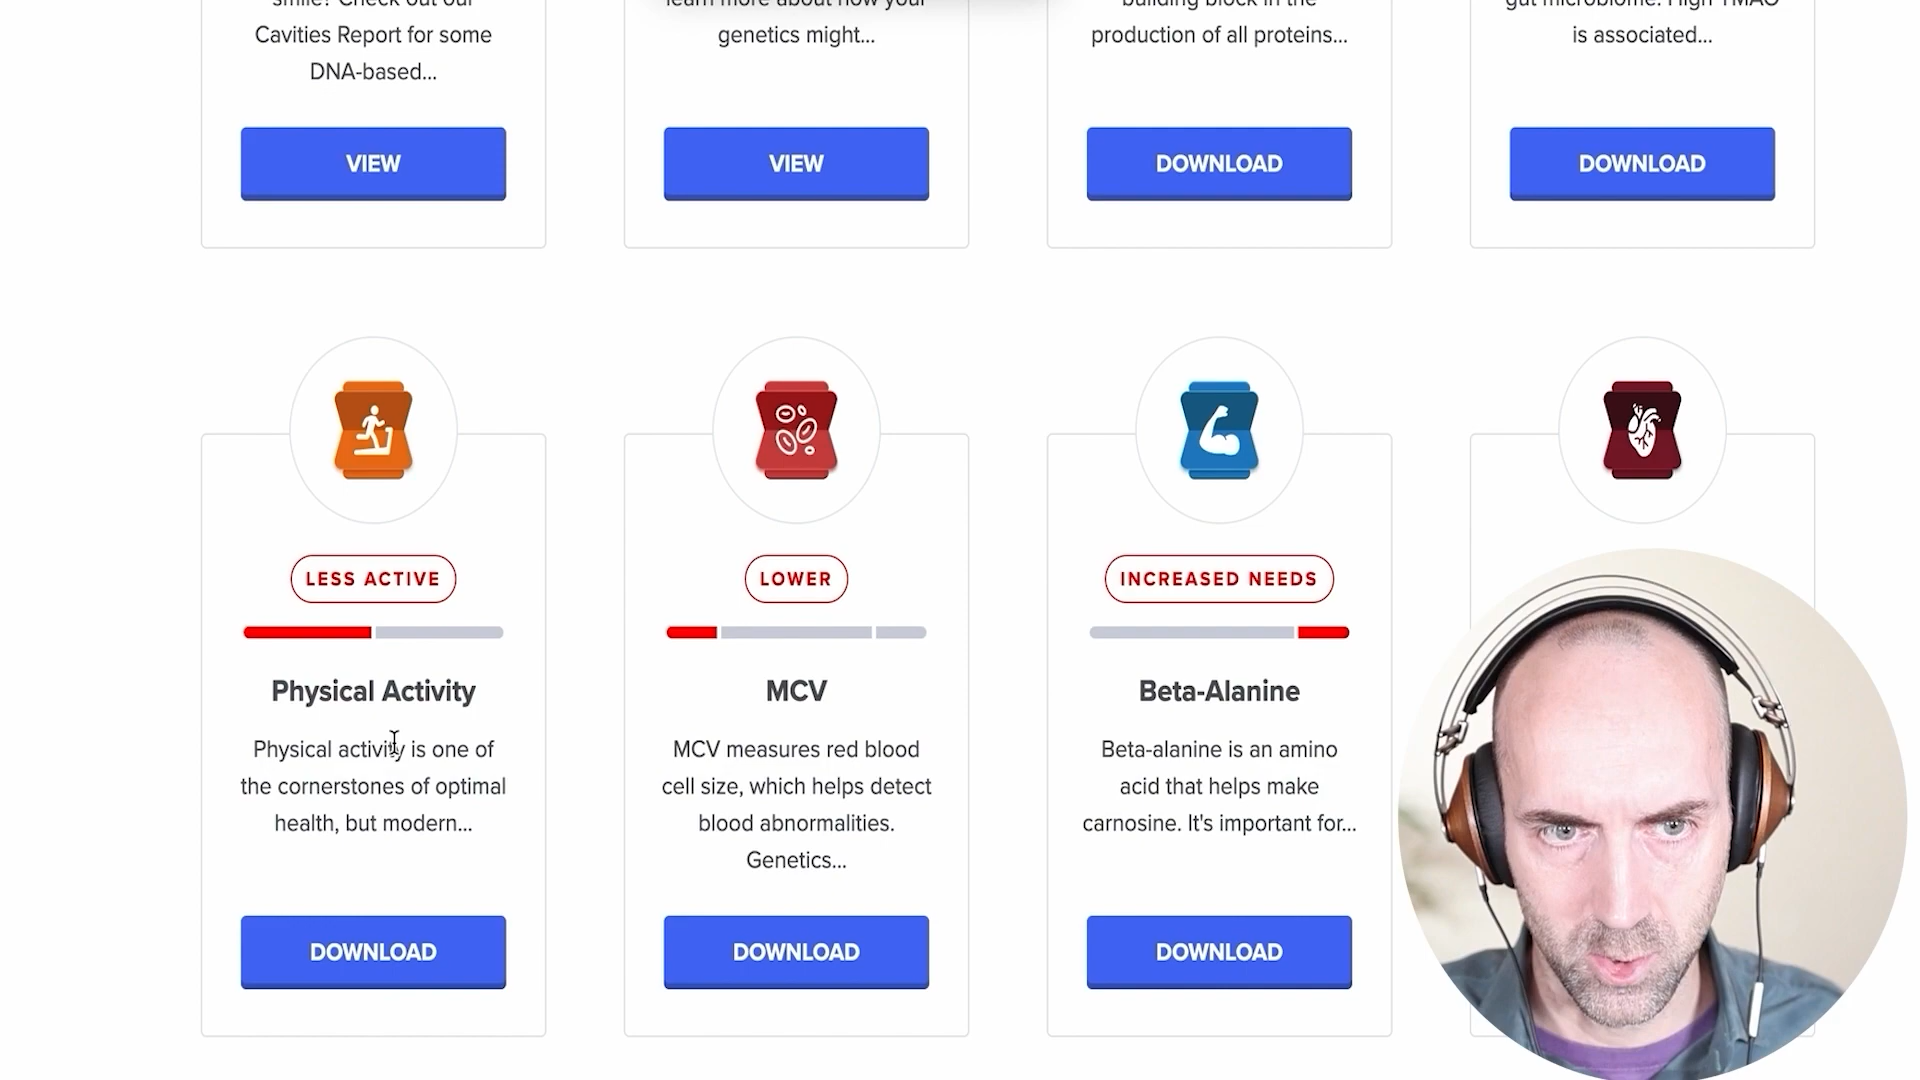 smile? Check out our
Cavities Report for some
DNA-based...
VIEW
learn more about how your
genetics might...
VIEW
building block in the
production of all proteins...
DOWNLOAD
gut microbiome. High TMAO
is associated...
DOWNLOAD
LESS ACTIVE
Physical Activity
Physical activity is one of
the cornerstones of optimal
health, but modern...
DOWNLOAD
LOWER
MCV
MCV measures red blood
cell size, which helps detect
blood abnormalities.
Genetics...
DOWNLOAD
INCREASED NEEDS
Beta-Alanine
Beta-alanine is an amino
acid that helps make
carnosine. It's important for...
DOWNLOAD